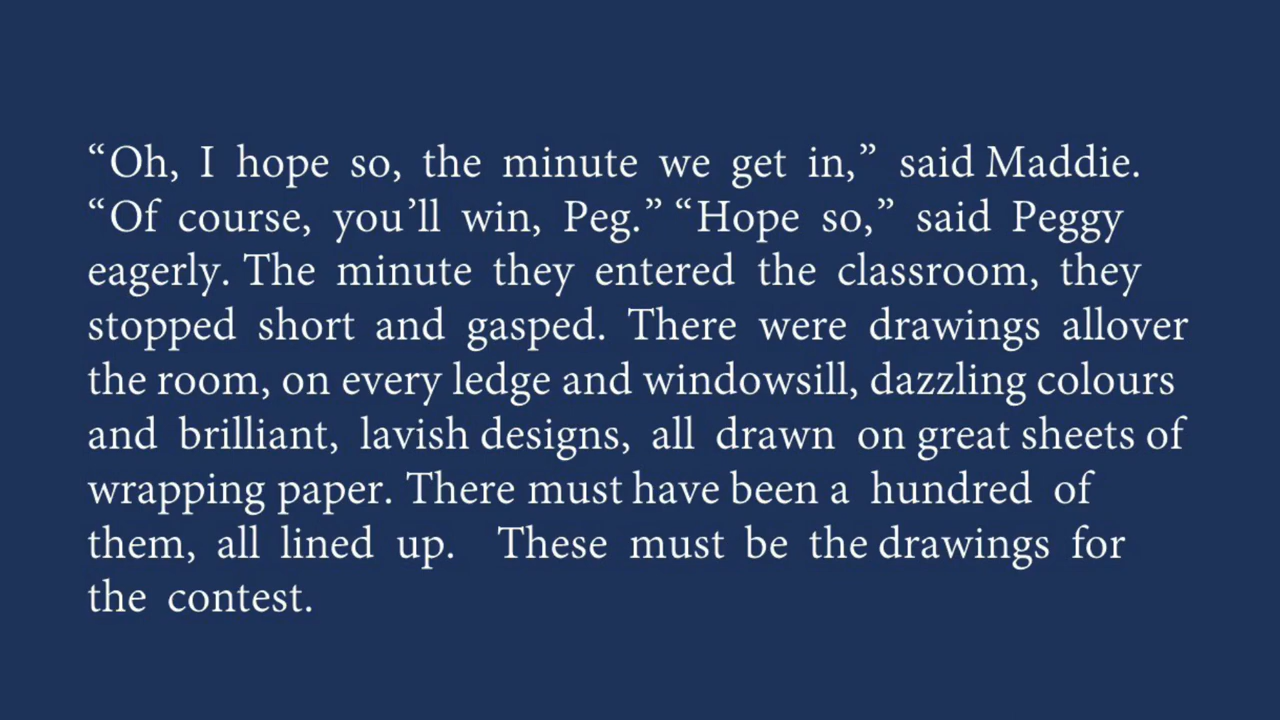 “Oh, I hope so, the minute we get in,” said Maddie.
“Of course, you’ll win, Peg.” “Hope so,” said Peggy
eagerly. The minute they entered the classroom, they
stopped short and gasped. There were drawings allover
the room, on every ledge and windowsill, dazzling colours
and brilliant, lavish designs, all drawn on great sheets of
wrapping paper. There must have been a hundred of
them, all lined up. These must be the drawings for
the contest.